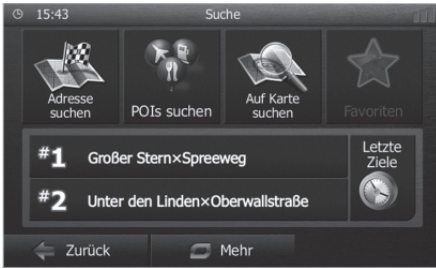 15:43 Suche
Adresse suchen
POIs suchen
Auf Karte suchen
Favoriten
#1 Großer Stern×Spreeweg
#2 Unter den Linden×Oberwallstraße
Letzte Ziele
Zurück
Mehr